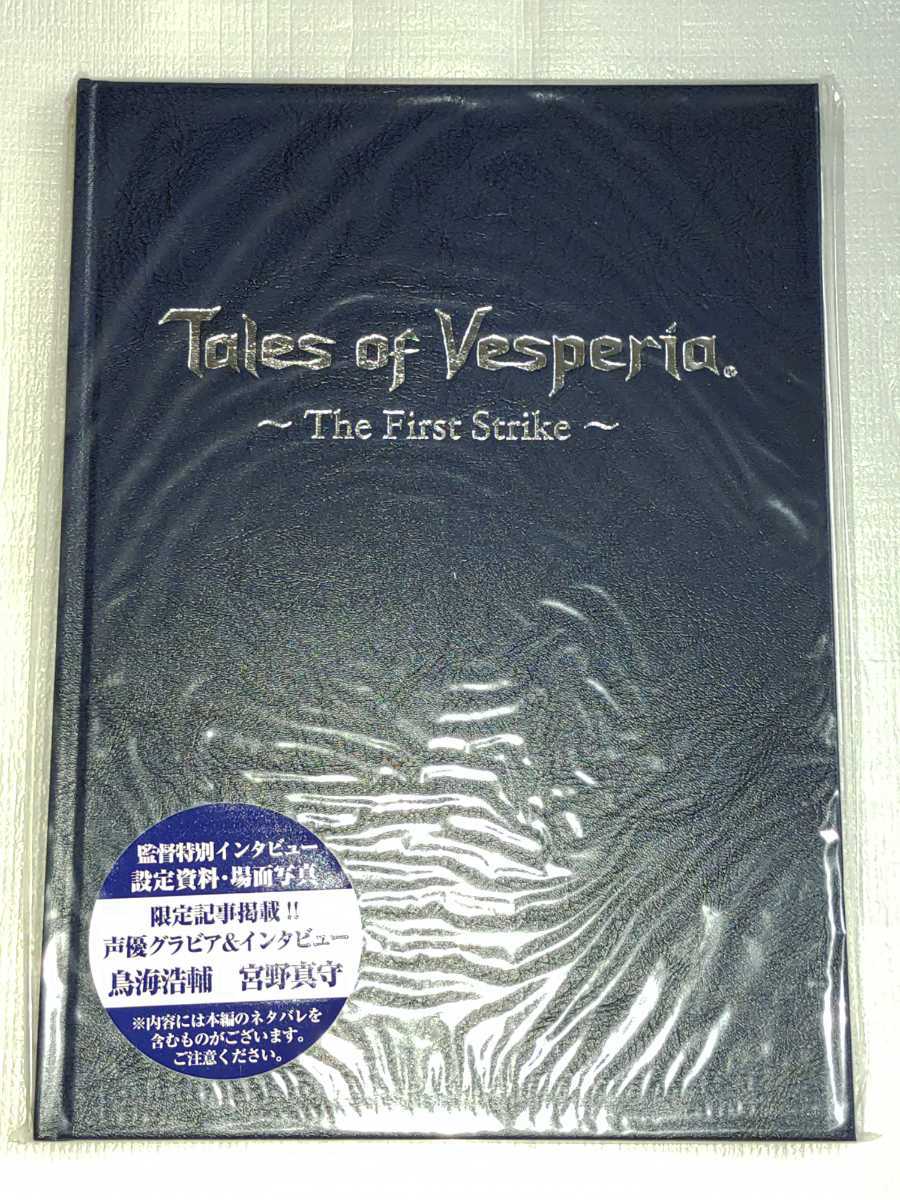 Tales of Vesperia®
～ The First Strike ～
監督特別インタビュー
設定資料・場面写真
限定記事掲載!!
声優グラビア&インタビュー
鳥海浩輔 宮野真守
※内容には本編のネタバレを
含むものがございます。
ご注意ください。